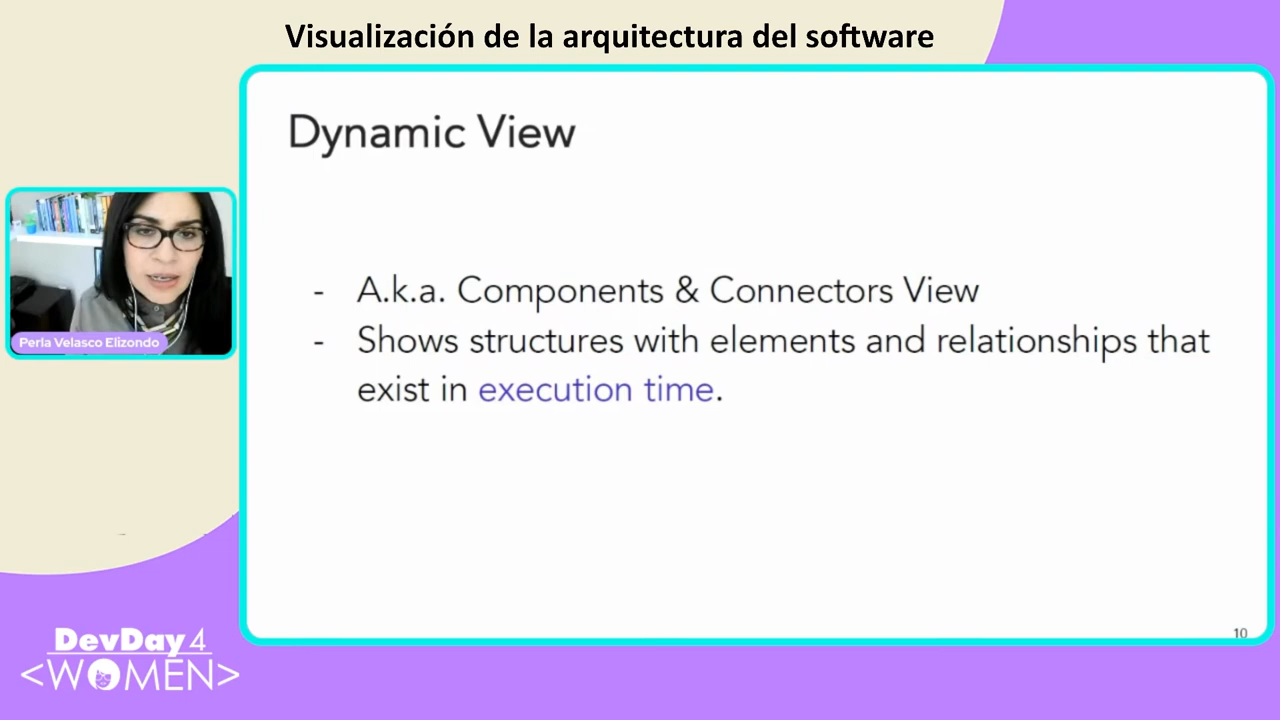 Visualización de la arquitectura del software
Dynamic View
- A.k.a. Components & Connectors View
- Shows structures with elements and relationships that
exist in execution time.
Perla Velasco Elizondo
10
DevDay 4
<WOMEN>